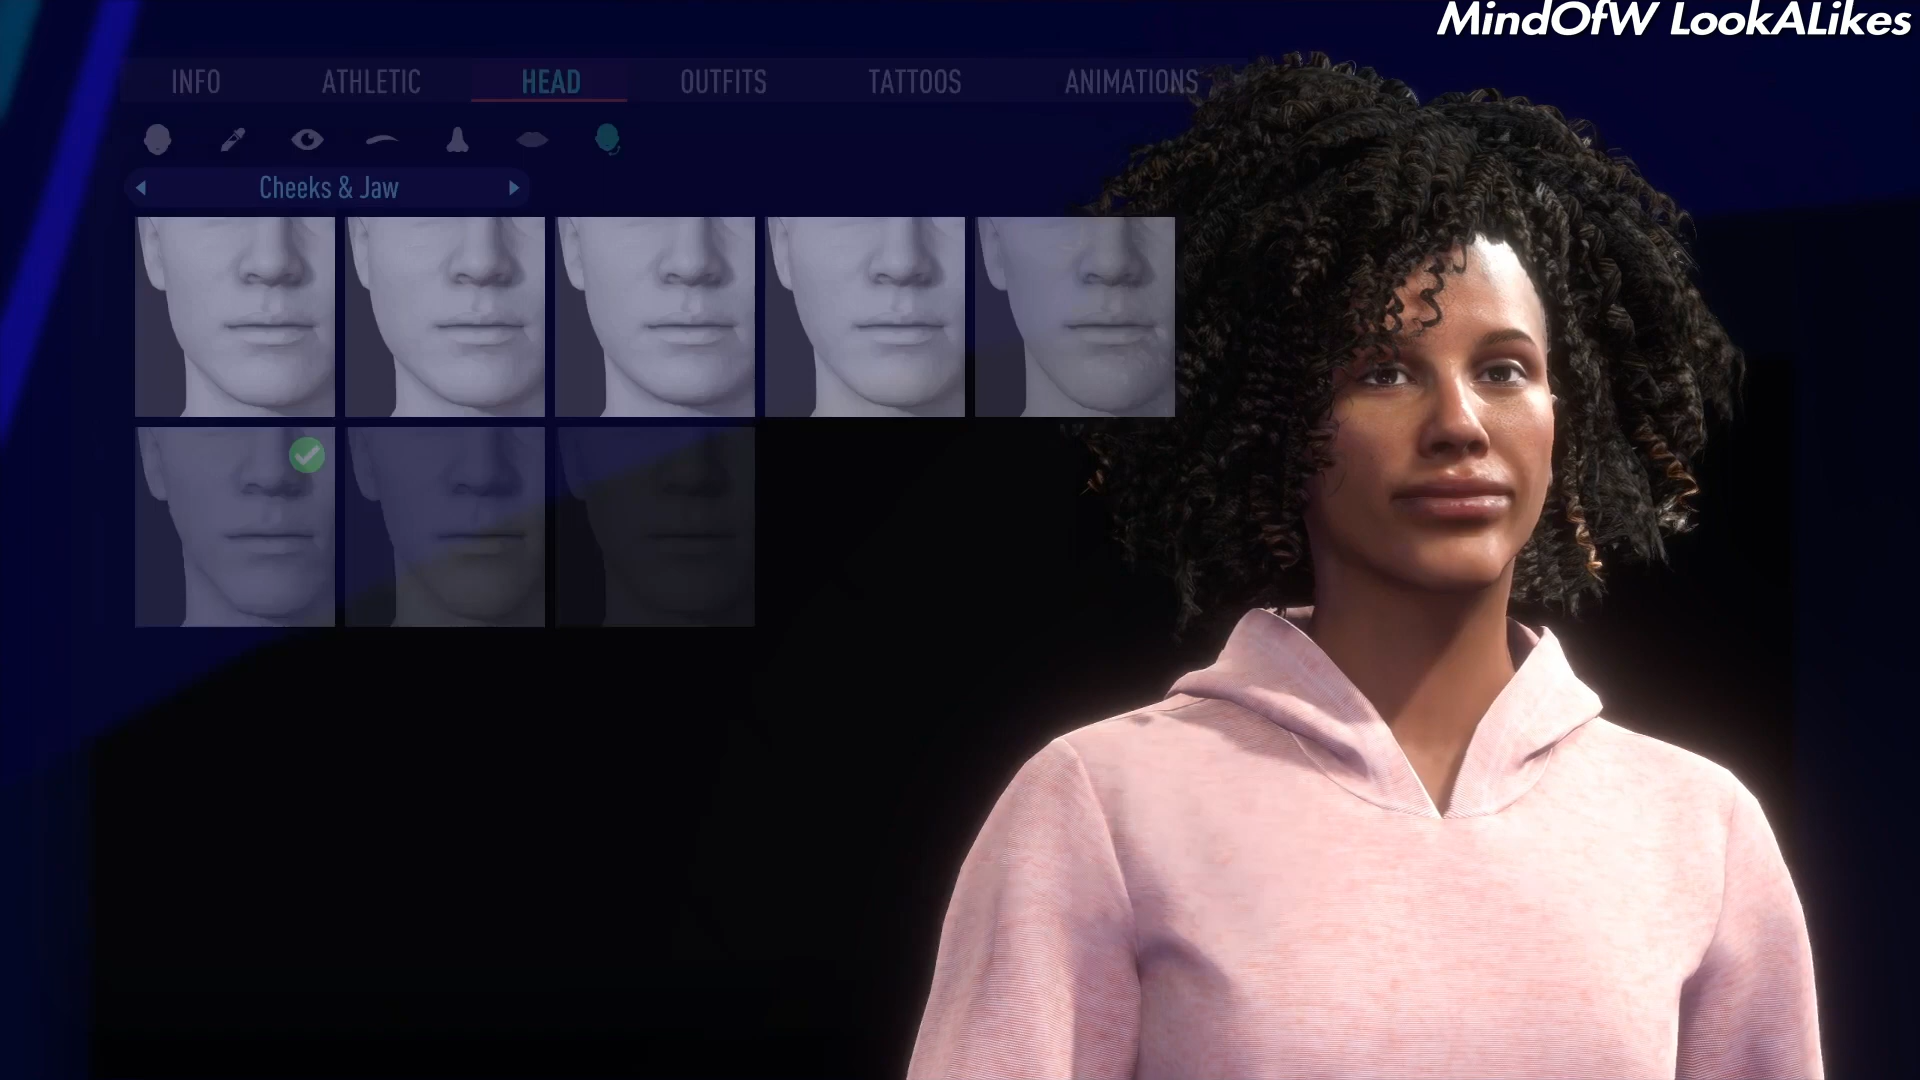 MindOfW LookALikes
INFO
ATHLETIC
HEAD
OUTFITS
TATTOOS
ANIMATIONS
Cheeks & Jaw